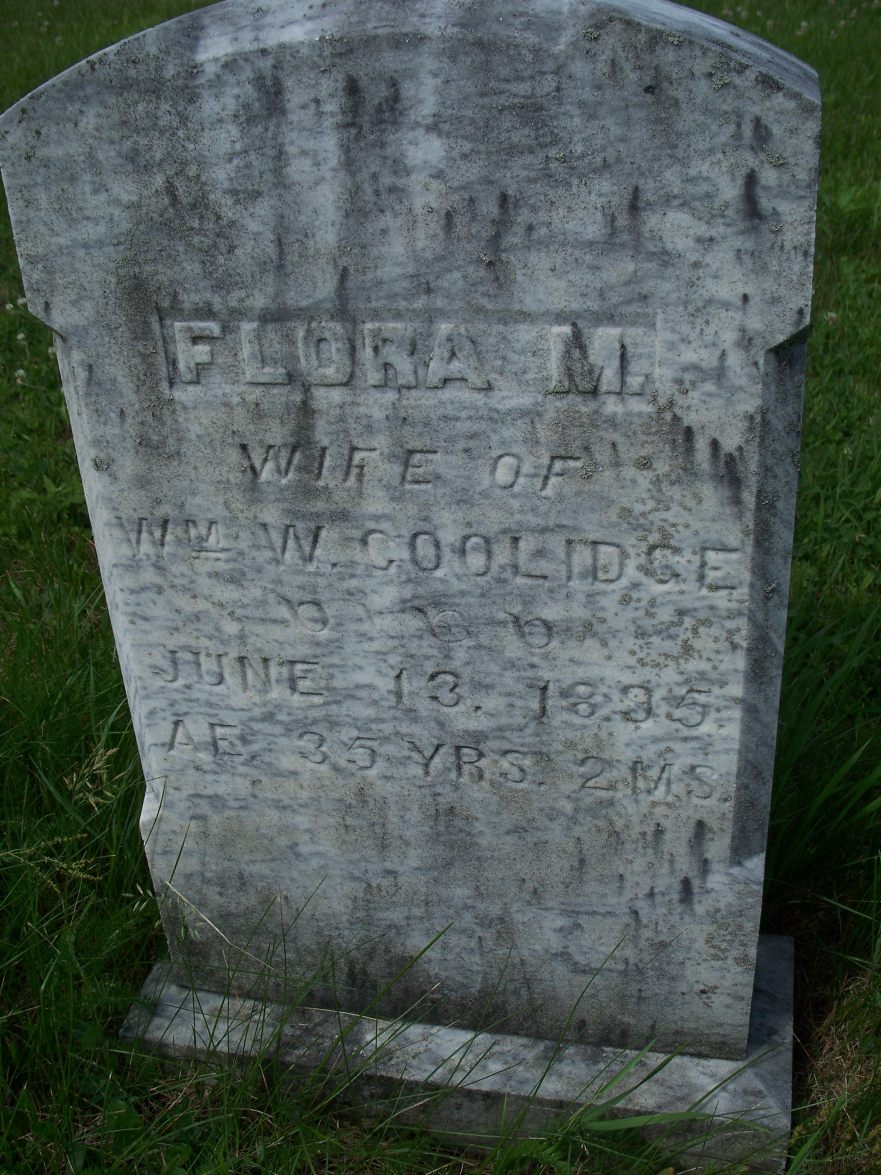 FLORA M.
WIFE OF
WM W. COOLIDGE
JUNE 13. 1895.
AE. 35 YRS. 2 MS.